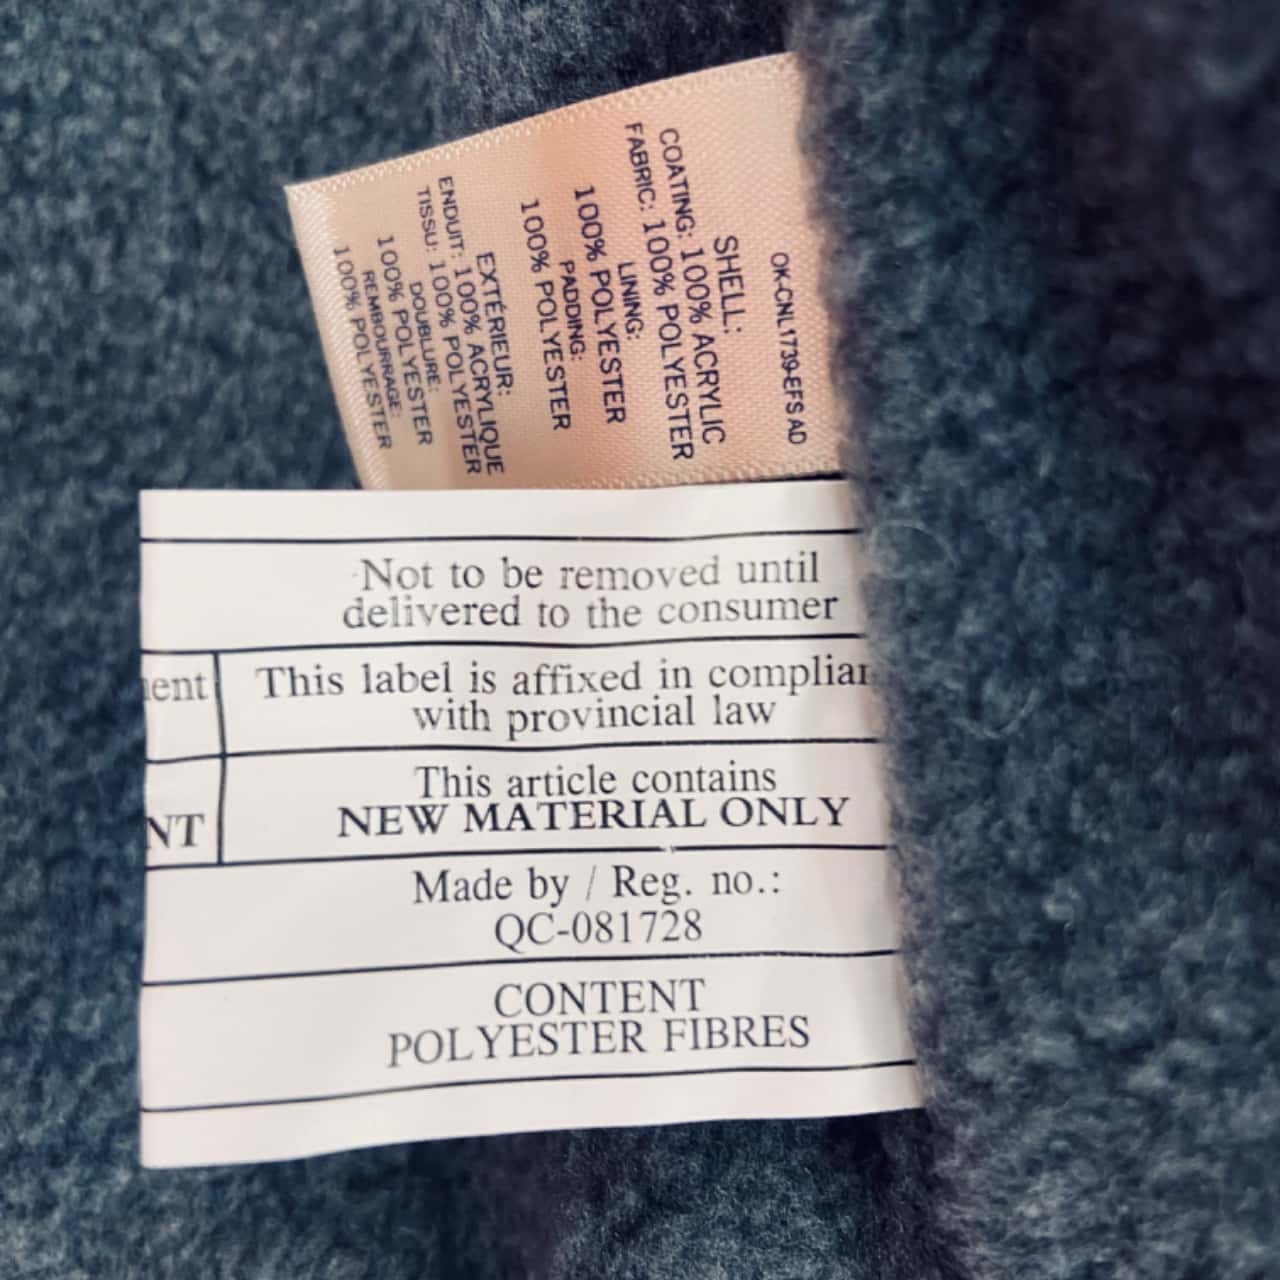 OK-CNL1739-EFS AD
SHELL:
COATING: 100% ACRYLIC
FABRIC: 100% POLYESTER
LINING:
100% POLYESTER
PADDING:
100% POLYESTER
EXTÉRIEUR:
ENDUIT: 100% ACRYLIQUE
TISSU: 100% POLYESTER
DOUBLURE:
100% POLYESTER
REMBOURRAGE:
100% POLYESTER
Not to be removed until
delivered to the consumer
This label is affixed in
with provincial law
This article contains
NEW MATERIAL ONLY
Made by / Reg. no.:
QC-081728
CONTENT
POLYESTER FIBRES